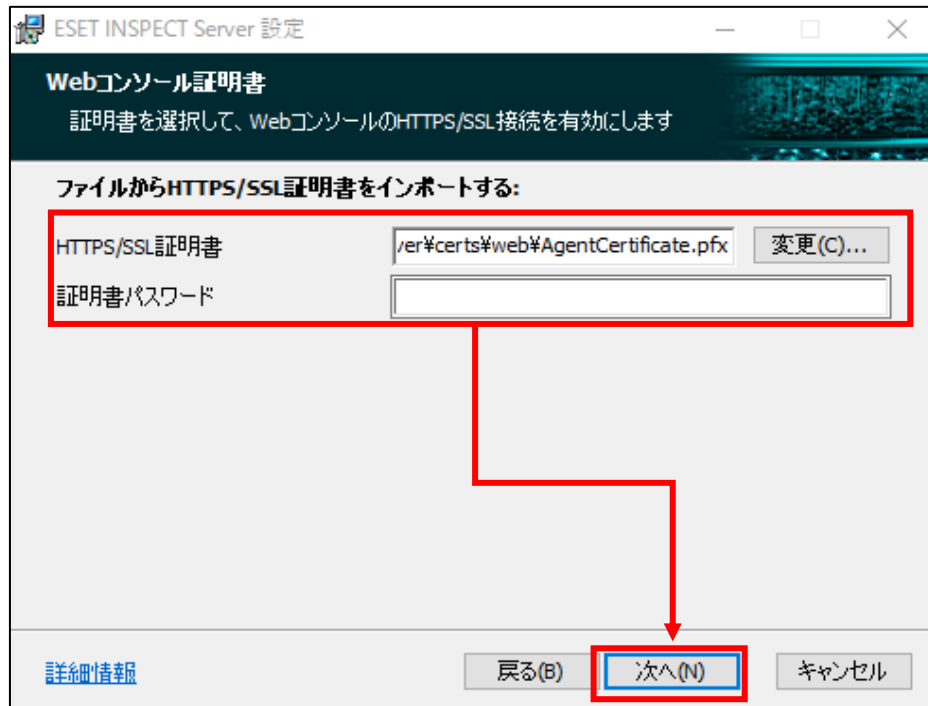 ESET INSPECT Server 設定
Webコンソール証明書
証明書を選択して、WebコンソールのHTTPS/SSL接続を有効にします
ファイルからHTTPS/SSL証明書をインポートする:
HTTPS/SSL証明書 ver¥certs¥web¥AgentCertificate.pfx 変更(C)...
証明書パスワード
詳細情報 戻る(B) 次へ(N) キャンセル